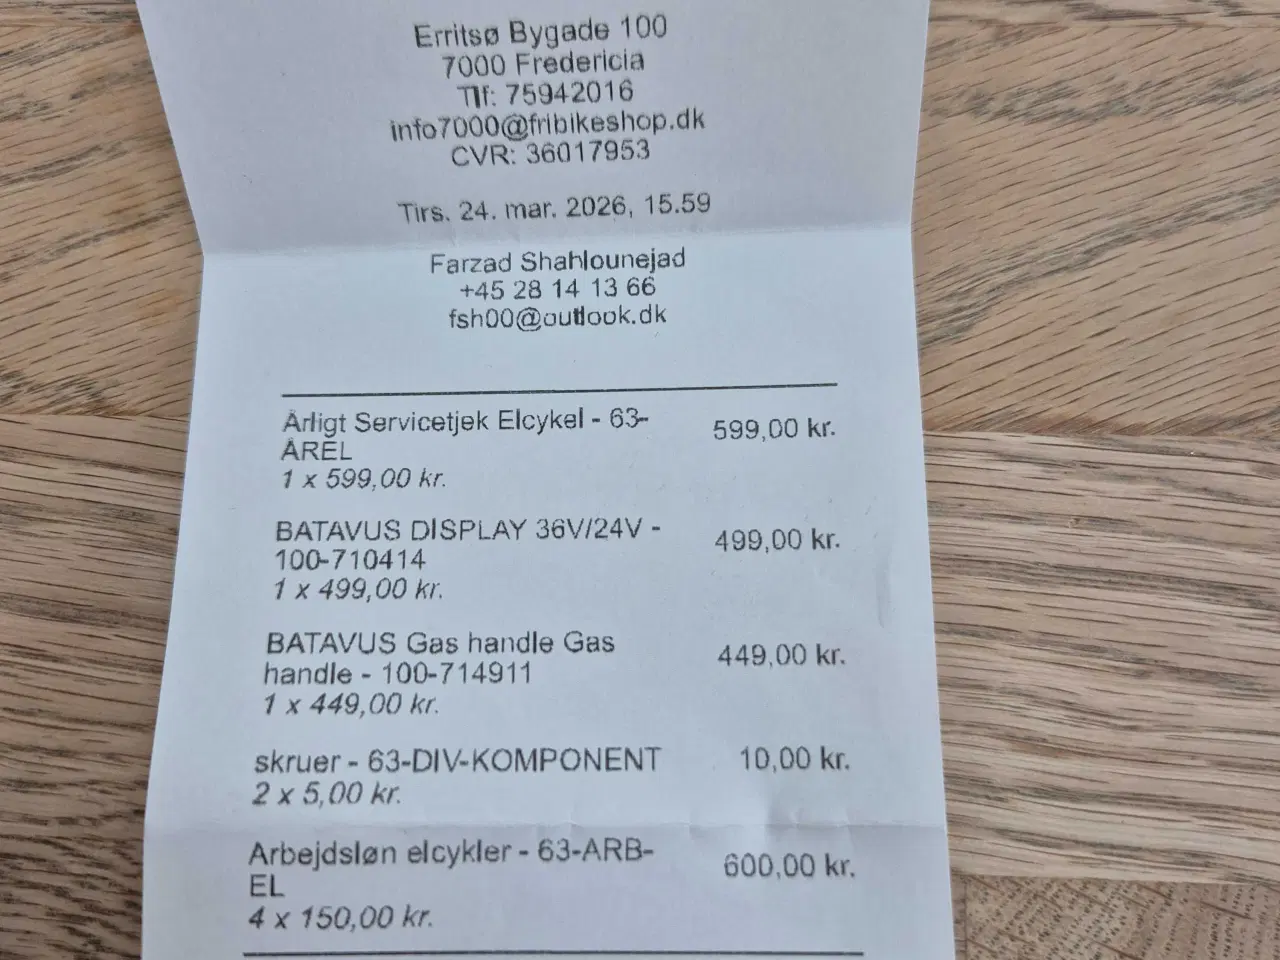 Erritsø Bygade 100
7000 Fredericia
Tlf: 75942016
info7000@fribikeshop.dk
CVR: 36017953
Tirs. 24. mar. 2026, 15.59
Farzad Shahlounejad
+45 28 14 13 66
fsh00@outlook.dk
Årligt Servicetjek Elcykel - 63- 599,00 kr.
ÅREL
1 x 599,00 kr.
BATAVUS DISPLAY 36V/24V - 499,00 kr.
100-710414
1 x 499,00 kr.
BATAVUS Gas handle Gas 449,00 kr.
handle - 100-714911
1 x 449,00 kr.
skruer - 63-DIV-KOMPONENT 10,00 kr.
2 x 5,00 kr.
Arbejdsløn elcykler - 63-ARB- 600,00 kr.
EL
4 x 150,00 kr.